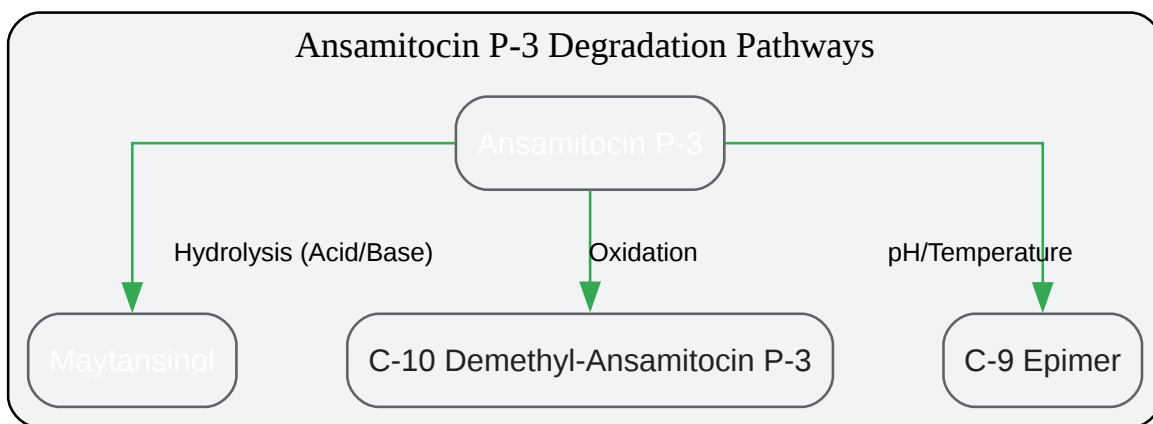 Ansamitocin P-3 Degradation Pathways
Ansamitocin P-3
Hydrolysis (Acid/Base)
Oxidation
pH/Temperature
Maytansinol
C-10 Demethyl-Ansamitocin P-3
C-9 Epimer